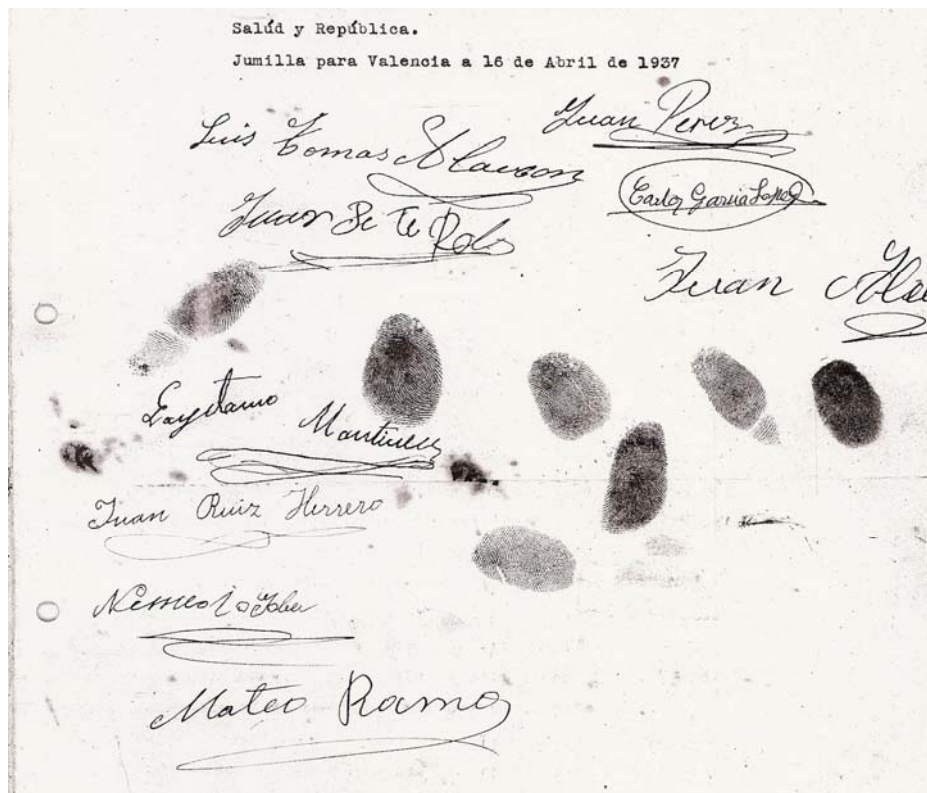 Salúd y República.
Jumilla para Valencia a 16 de Abril de 1937
Juan Perez
Luis Tomas
Carlos Garcia Lopez
Juan
Juan
Cayetano Martinez
Juan Ruiz Herrero
Mateo Ramo